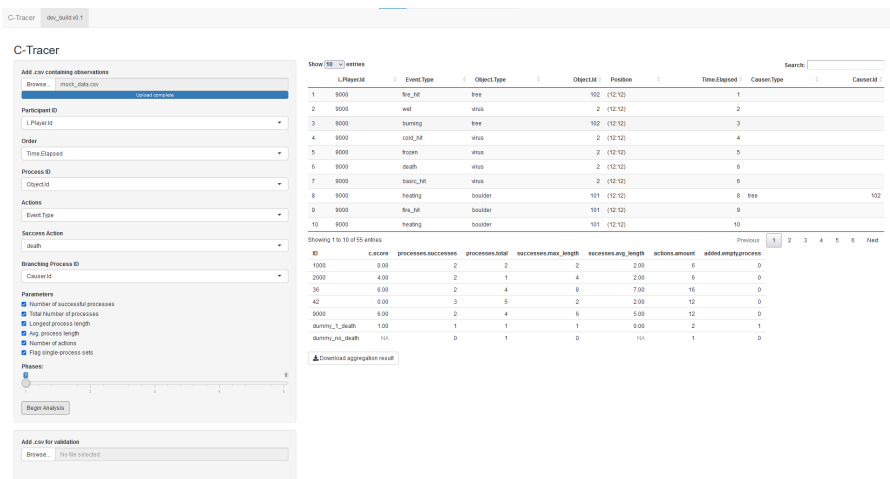 C-Tracer dev_build v0.1
C-Tracer
Add .csv containing observations
Browse... mock_data.csv
Upload complete
Participant ID
i..Player.Id
Order
Time.Elapsed
Process ID
Object.Id
Actions
Event.Type
Success Action
death
Branching Process ID
Causer.Id
Parameters
Number of successful processes
Total Number of processes
Longest process length
Avg. process length
Number of actions
Flag single-process sets
Phases:
1 2 3 4 5
Begin Analysis
Add .csv for validation
Browse... No file selected
Show 10 entries Search:
i..Player.Id Event.Type Object.Type Object.Id Position Time.Elapsed Causer.Type Causer.Id
1 9000 fire_hit tree 102 (12:12) 1
2 9000 wet virus 2 (12:12) 2
3 9000 burning tree 102 (12:12) 3
4 9000 cold_hit virus 2 (12:12) 4
5 9000 frozen virus 2 (12:12) 5
6 9000 death virus 2 (12:12) 6
7 9000 basic_hit virus 2 (12:12) 6
8 9000 heating boulder 101 (12:12) 8 tree 102
9 9000 fire_hit boulder 101 (12:12) 9
10 9000 heating boulder 101 (12:12) 10
Showing 1 to 10 of 55 entries Previous 1 2 3 4 5 6 Next
ID c.score processes.successes processes.total successes.max_length sucesses.avg_length actions.amount added.empty.process
1000 0.00 2 2 2 2.00 6 0
2000 4.00 2 1 4 2.00 6 0
36 6.00 2 4 8 7.00 16 0
42 0.00 3 5 2 2.00 12 0
9000 6.00 2 4 6 5.00 12 0
dummy_1_death 1.00 1 1 1 0.00 2 1
dummy_no_death NA 0 1 0 NA 1 0
Download aggregation result